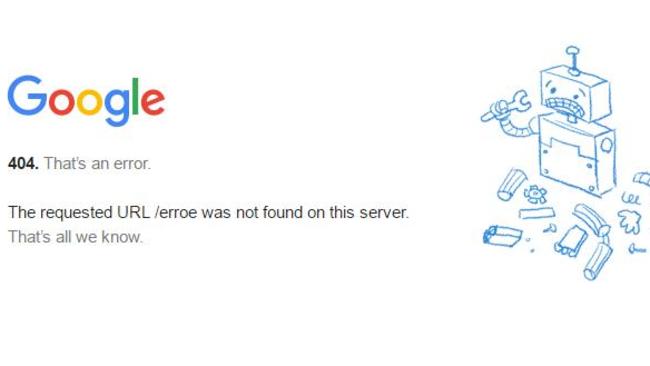 Google
404. That's an error.
The requested URL /erroe was not found on this server.
That's all we know.